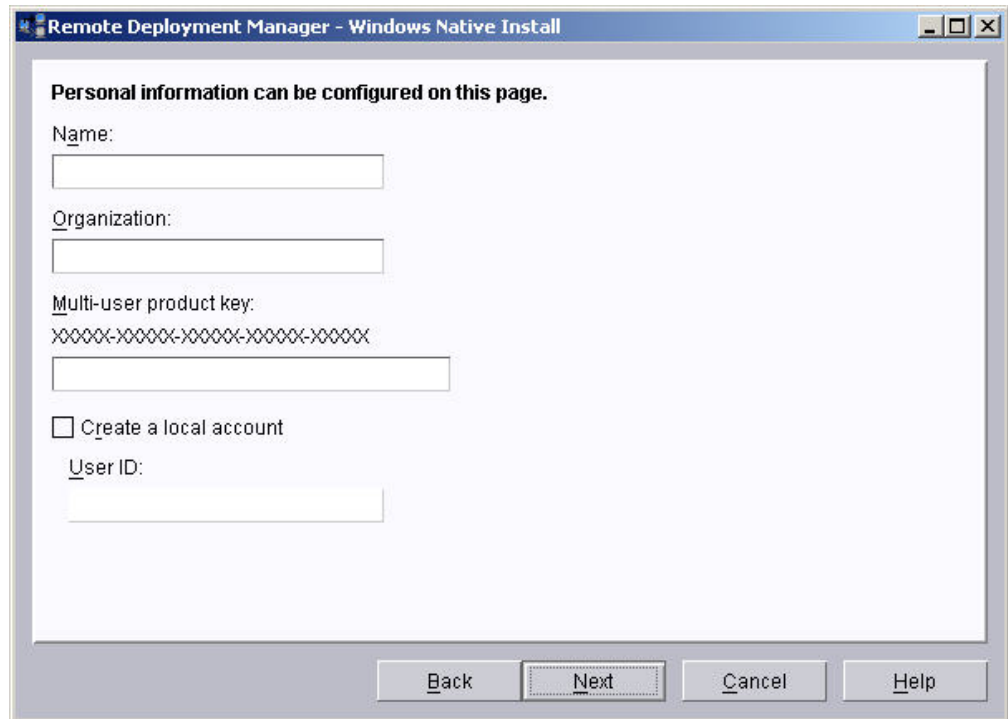 Remote Deployment Manager - Windows Native Install
Personal information can be configured on this page.
Name:
Organization:
Multi-user product key:
XXXXX-XXXXX-XXXXX-XXXXX-XXXXX
Create a local account
User ID:
Back Next Cancel Help